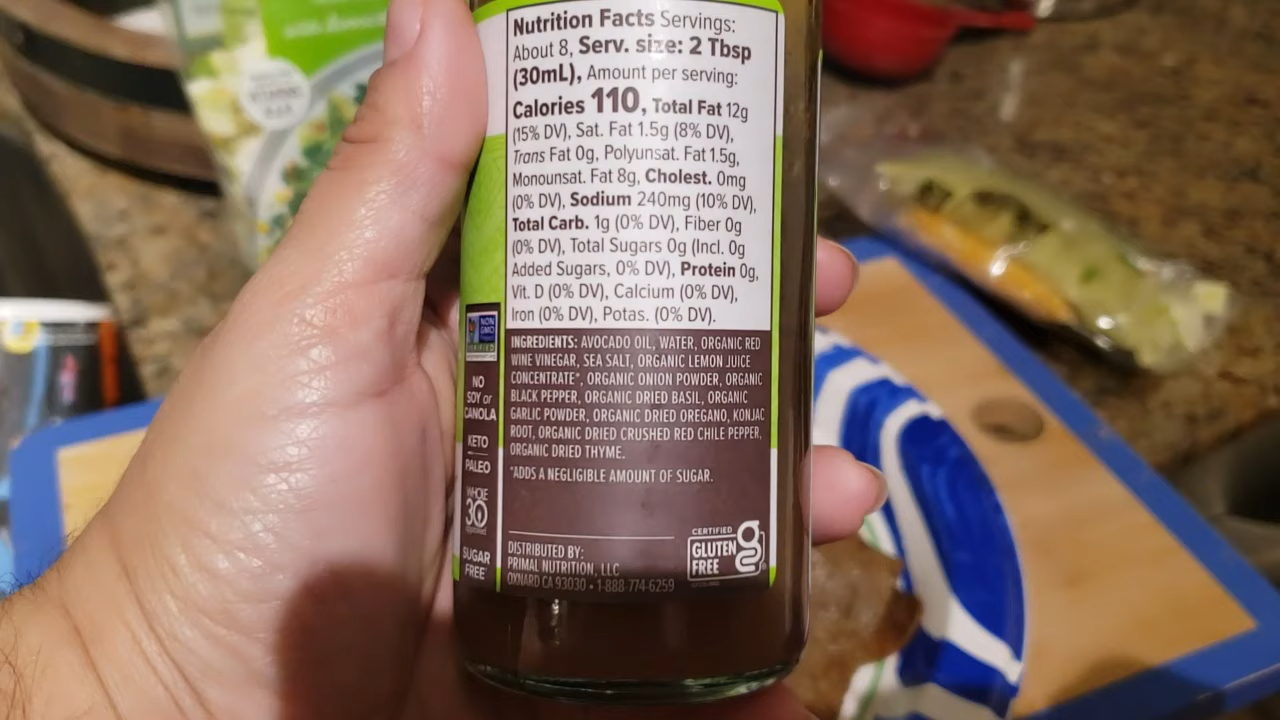 Nutrition Facts Servings:
About 8, Serv. size: 2 Tbsp
(30mL), Amount per serving:
Calories 110, Total Fat 12g
(15% DV), Sat. Fat 1.5g (8% DV),
Trans Fat 0g, Polyunsat. Fat 1.5g,
Monounsat. Fat 8g, Cholest. 0mg
(0% DV), Sodium 240mg (10% DV),
Total Carb. 1g (0% DV), Fiber 0g
(0% DV), Total Sugars 0g (Incl. 0g
Added Sugars, 0% DV), Protein 0g,
Vit. D (0% DV), Calcium (0% DV),
Iron (0% DV), Potas. (0% DV).
INGREDIENTS: AVOCADO OIL, WATER, ORGANIC RED
WINE VINEGAR, SEA SALT, ORGANIC LEMON JUICE
CONCENTRATE*, ORGANIC ONION POWDER, ORGANIC
BLACK PEPPER, ORGANIC DRIED BASIL, ORGANIC
GARLIC POWDER, ORGANIC DRIED OREGANO, KONJAC
ROOT, ORGANIC DRIED CRUSHED RED CHILE PEPPER,
ORGANIC DRIED THYME.
*ADDS A NEGLIGIBLE AMOUNT OF SUGAR.
DISTRIBUTED BY:
PRIMAL NUTRITION, LLC
OXNARD CA 93030 • 1-888-774-6259
CERTIFIED
GLUTEN
FREE
NON
GMO
VERIFIED
NO
SOY or
CANOLA
KETO
PALEO
WHOLE
30
SUGAR
FREE